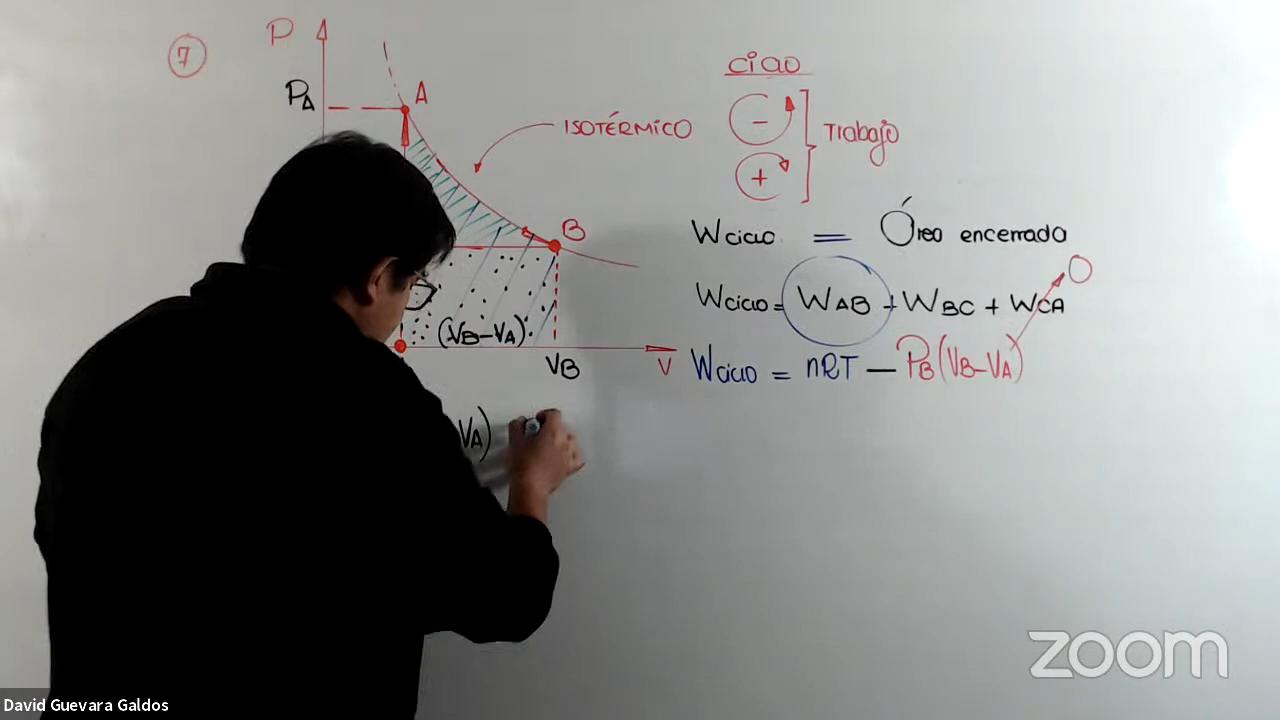 7
P
PA
A
ISOTÉRMICO
B
(VB-VA)
VB
V
VA)
CiClO
-
+
Trabajo
Wciclo = Área encerrada
Wciclo = WAB + WBC + WCA
0
Wciclo = nRT - PB(VB-VA)
zoom
David Guevara Galdos